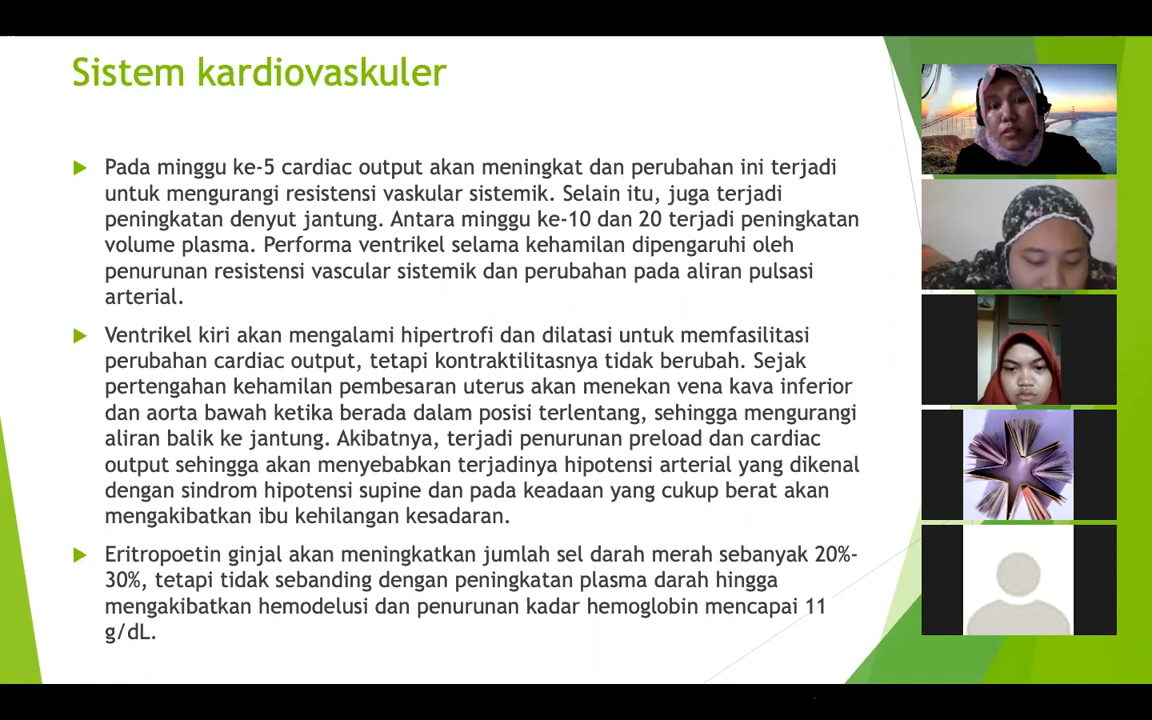 Sistem kardiovaskuler
Pada minggu ke-5 cardiac output akan meningkat dan perubahan ini terjadi
untuk mengurangi resistensi vaskular sistemik. Selain itu, juga terjadi
peningkatan denyut jantung. Antara minggu ke-10 dan 20 terjadi peningkatan
volume plasma. Performa ventrikel selama kehamilan dipengaruhi oleh
penurunan resistensi vascular sistemik dan perubahan pada aliran pulsasi
arterial.
Ventrikel kiri akan mengalami hipertrofi dan dilatasi untuk memfasilitasi
perubahan cardiac output, tetapi kontraktilitasnya tidak berubah. Sejak
pertengahan kehamilan pembesaran uterus akan menekan vena kava inferior
dan aorta bawah ketika berada dalam posisi terlentang, sehingga mengurangi
aliran balik ke jantung. Akibatnya, terjadi penurunan preload dan cardiac
output sehingga akan menyebabkan terjadinya hipotensi arterial yang dikenal
dengan sindrom hipotensi supine dan pada keadaan yang cukup berat akan
mengakibatkan ibu kehilangan kesadaran.
Eritropoetin ginjal akan meningkatkan jumlah sel darah merah sebanyak 20%-
30%, tetapi tidak sebanding dengan peningkatan plasma darah hingga
mengakibatkan hemodelusi dan penurunan kadar hemoglobin mencapai 11
g/dL.